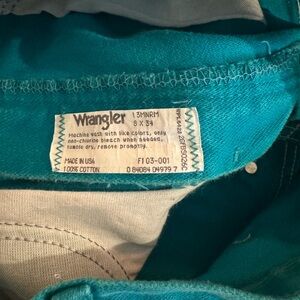 Wrangler 13MNRM
8 X 34
Machine wash with like colors, only
non-chlorine bleach when needed,
tumble dry, remove promptly.
MADE IN USA F103-001
100% COTTON 0 84084 04979 7